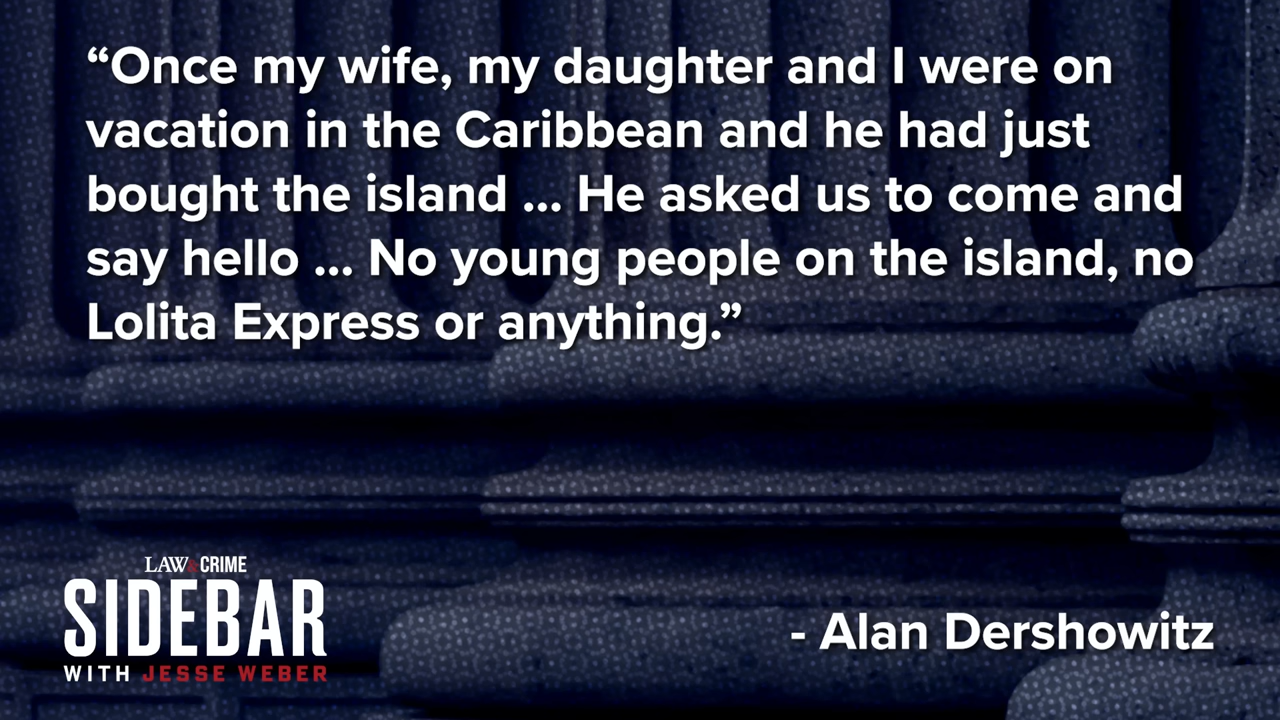 “Once my wife, my daughter and I were on
vacation in the Caribbean and he had just
bought the island ... He asked us to come and
say hello ... No young people on the island, no
Lolita Express or anything.”
LAW&CRIME
SIDEBAR
WITH JESSE WEBER
- Alan Dershowitz